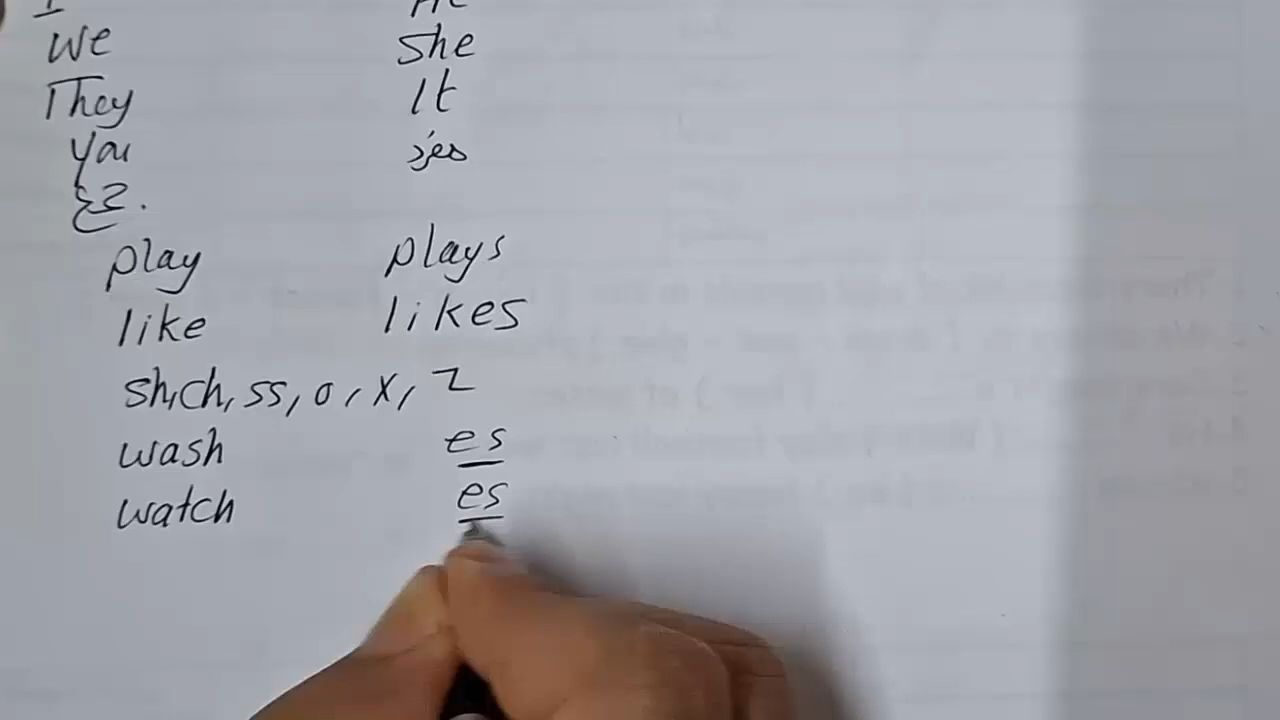 I
We She
They It
you مفرد
جمع.
play plays
like likes
sh, ch, ss, o, x, z
wash es
watch es